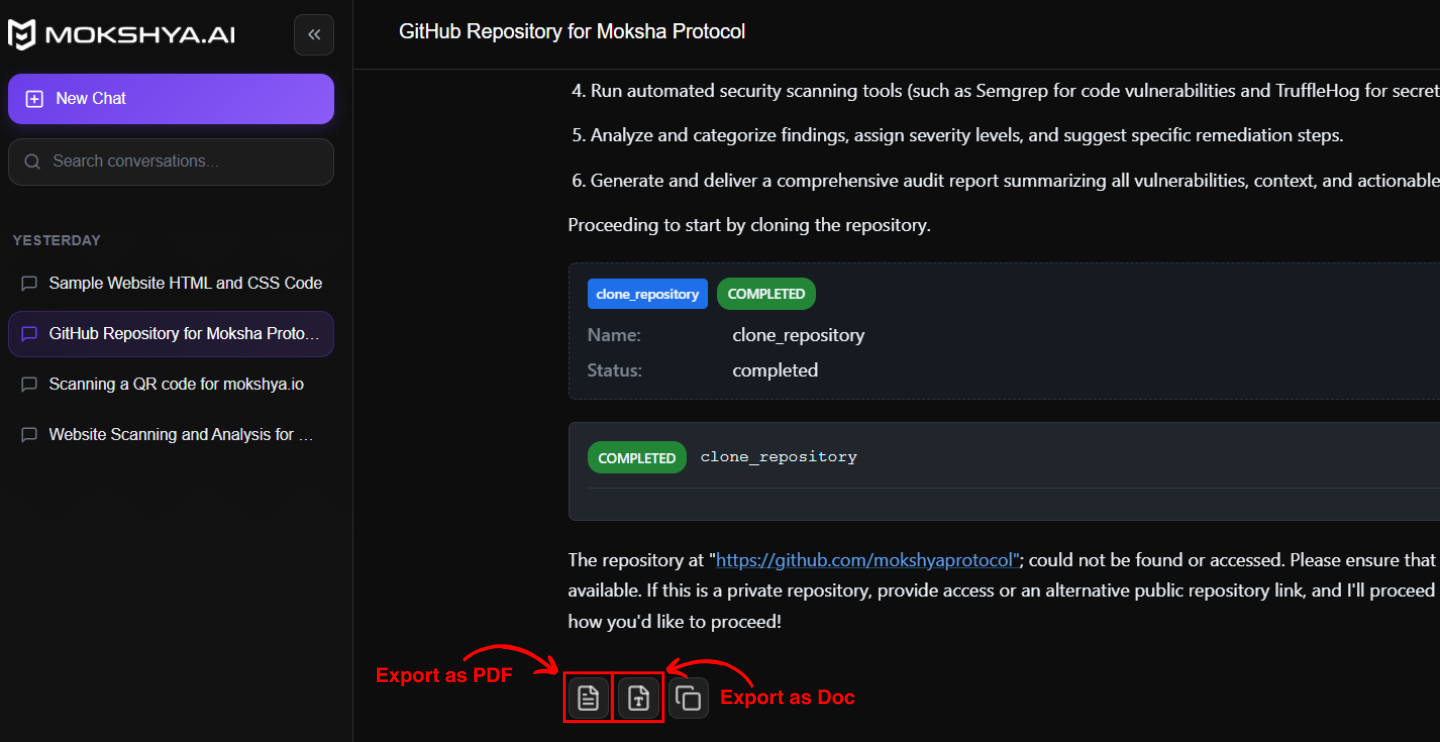 MOKSHYA.AI
New Chat
Search conversations...
YESTERDAY
Sample Website HTML and CSS Code
GitHub Repository for Moksha Proto...
Scanning a QR code for mokshya.io
Website Scanning and Analysis for ...
GitHub Repository for Moksha Protocol
4. Run automated security scanning tools (such as Semgrep for code vulnerabilities and TruffleHog for secret
5. Analyze and categorize findings, assign severity levels, and suggest specific remediation steps.
6. Generate and deliver a comprehensive audit report summarizing all vulnerabilities, context, and actionable
Proceeding to start by cloning the repository.
clone_repository COMPLETED
Name: clone_repository
Status: completed
COMPLETED clone_repository
The repository at "https://github.com/mokshyaprotocol"; could not be found or accessed. Please ensure that
available. If this is a private repository, provide access or an alternative public repository link, and I'll proceed
how you'd like to proceed!
Export as PDF
Export as Doc